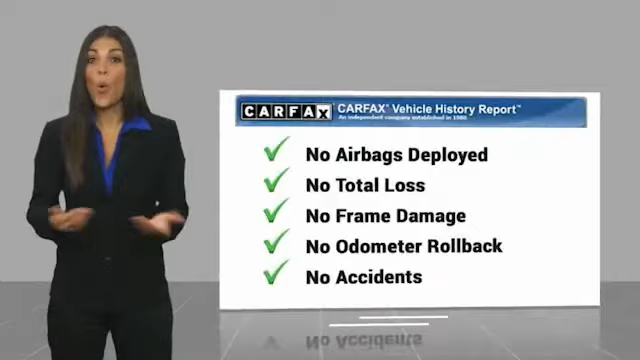 CARFAX CARFAX® Vehicle History Report™
An independent company established in 1986
No Airbags Deployed
No Total Loss
No Frame Damage
No Odometer Rollback
No Accidents